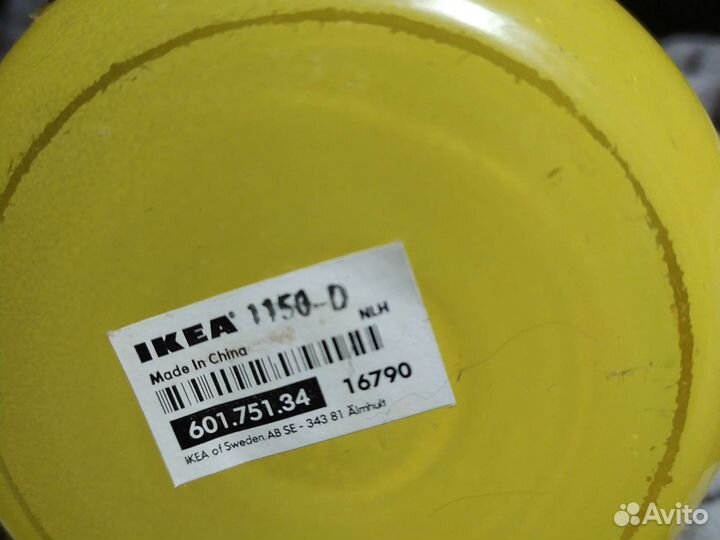 IKEA® 1150-D
NLH
Made In China
16790
601.751.34
IKEA of Sweden, AB SE - 343 81 Älmhult
Avito